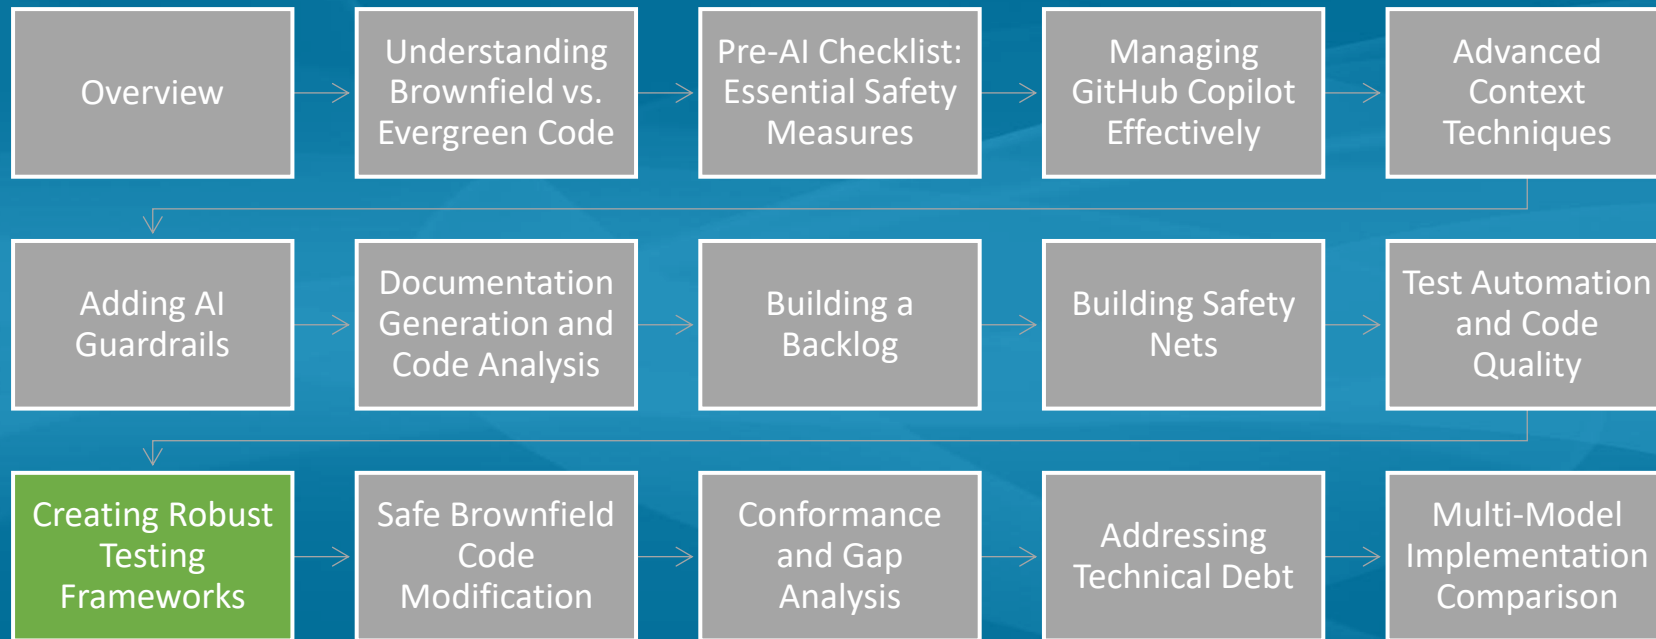 Overview
Understanding
Brownfield vs.
Evergreen Code
Pre-AI Checklist:
Essential Safety
Measures
Managing
GitHub Copilot
Effectively
Advanced
Context
Techniques
Adding AI
Guardrails
Documentation
Generation and
Code Analysis
Building a
Backlog
Building Safety
Nets
Test Automation
and Code
Quality
Creating Robust
Testing
Frameworks
Safe Brownfield
Code
Modification
Conformance
and Gap
Analysis
Addressing
Technical Debt
Multi-Model
Implementation
Comparison